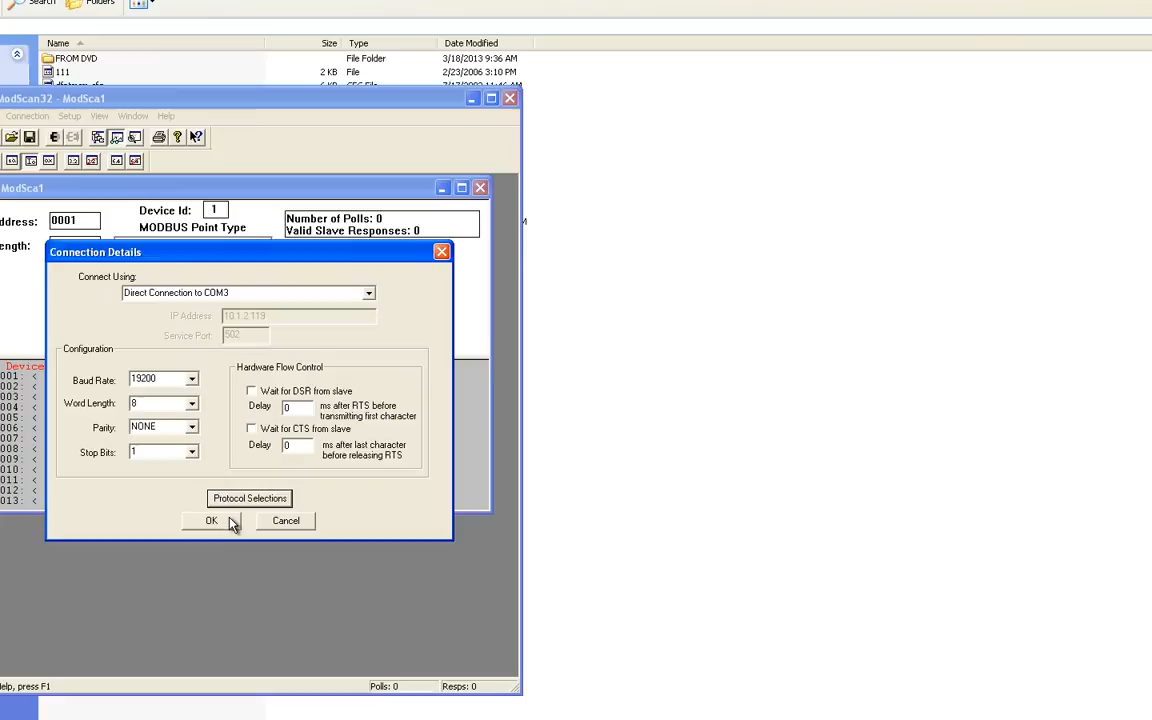 Search Folders
Name Size Type Date Modified
FROM DVD File Folder 3/18/2013 9:36 AM
111 2 KB File 2/23/2006 3:10 PM
ModScan32 - ModSca1
Connection Setup View Window Help
ModSca1
ddress: 0001
Device Id: 1
MODBUS Point Type
Number of Polls: 0
Valid Slave Responses: 0
ength:
Connection Details
Connect Using:
Direct Connection to COM3
IP Address: 10.1.2.119
Service Port: 502
Configuration
Baud Rate: 19200
Word Length: 8
Parity: NONE
Stop Bits: 1
Hardware Flow Control
Wait for DSR from slave
Delay 0 ms after RTS before
transmitting first character
Wait for CTS from slave
Delay 0 ms after last character
before releasing RTS
Protocol Selections
OK Cancel
Device
001: <
002: <
003: <
004: <
005: <
006: <
007: <
008: <
009: <
010: <
011: <
012: <
013: <
elp, press F1
Polls: 0 Resps: 0